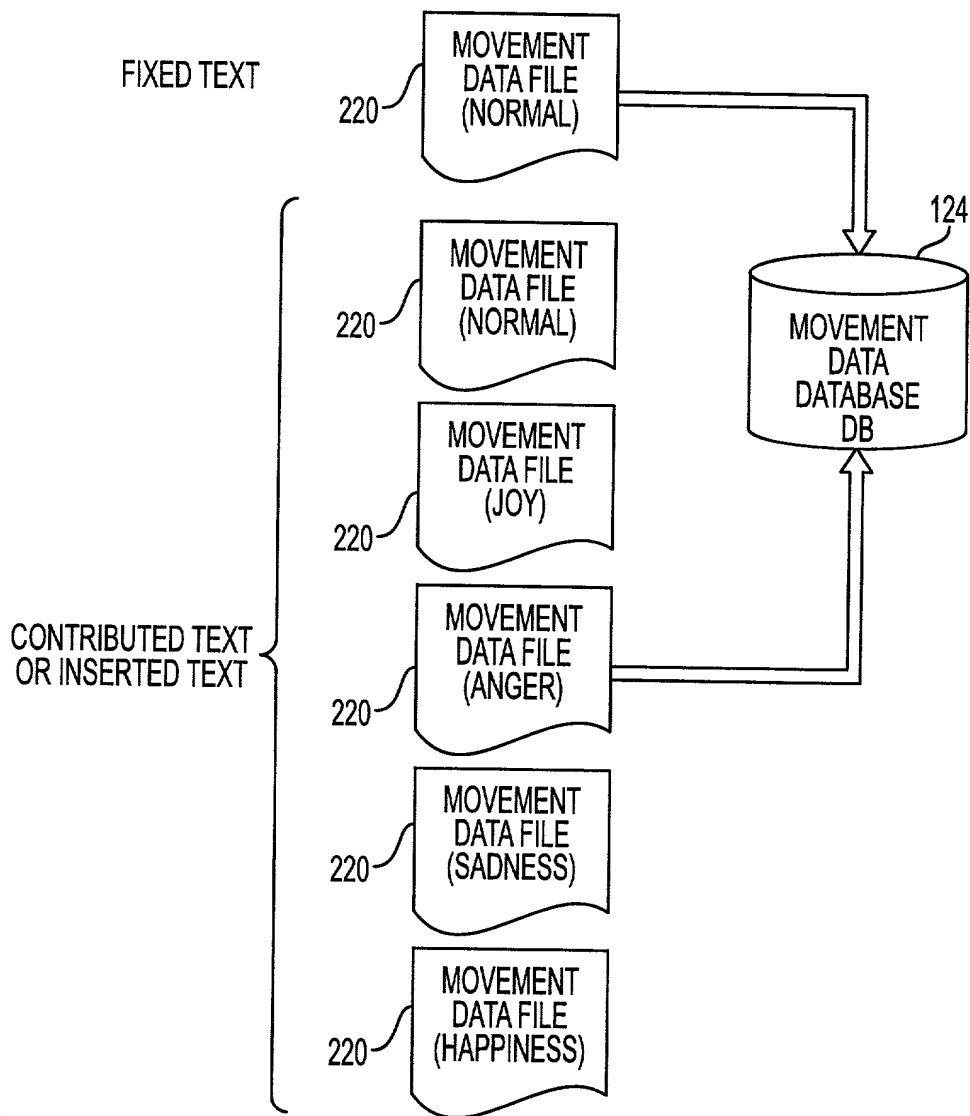 FIXED TEXT
220
MOVEMENT
DATA FILE
(NORMAL)
124
220
MOVEMENT
DATA FILE
(NORMAL)
MOVEMENT
DATA
DATABASE
DB
220
MOVEMENT
DATA FILE
(JOY)
CONTRIBUTED TEXT
OR INSERTED TEXT
220
MOVEMENT
DATA FILE
(ANGER)
220
MOVEMENT
DATA FILE
(SADNESS)
220
MOVEMENT
DATA FILE
(HAPPINESS)